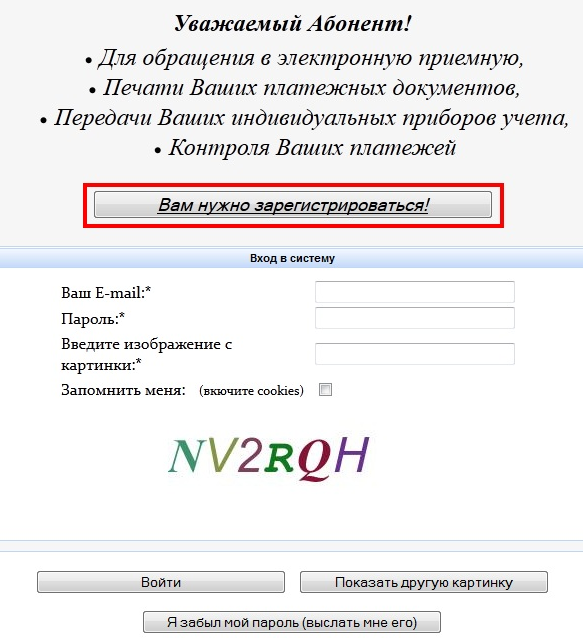 Уважаемый Абонент!
• Для обращения в электронную приемную,
• Печати Ваших платежных документов,
• Передачи Ваших индивидуальных приборов учета,
• Контроля Ваших платежей
Вам нужно зарегистрироваться!
Вход в систему
Ваш E-mail:*
Пароль:*
Введите изображение с
картинки:*
Запомнить меня: (вкючите cookies)
NV2RQH
Войти
Показать другую картинку
Я забыл мой пароль (выслать мне его)